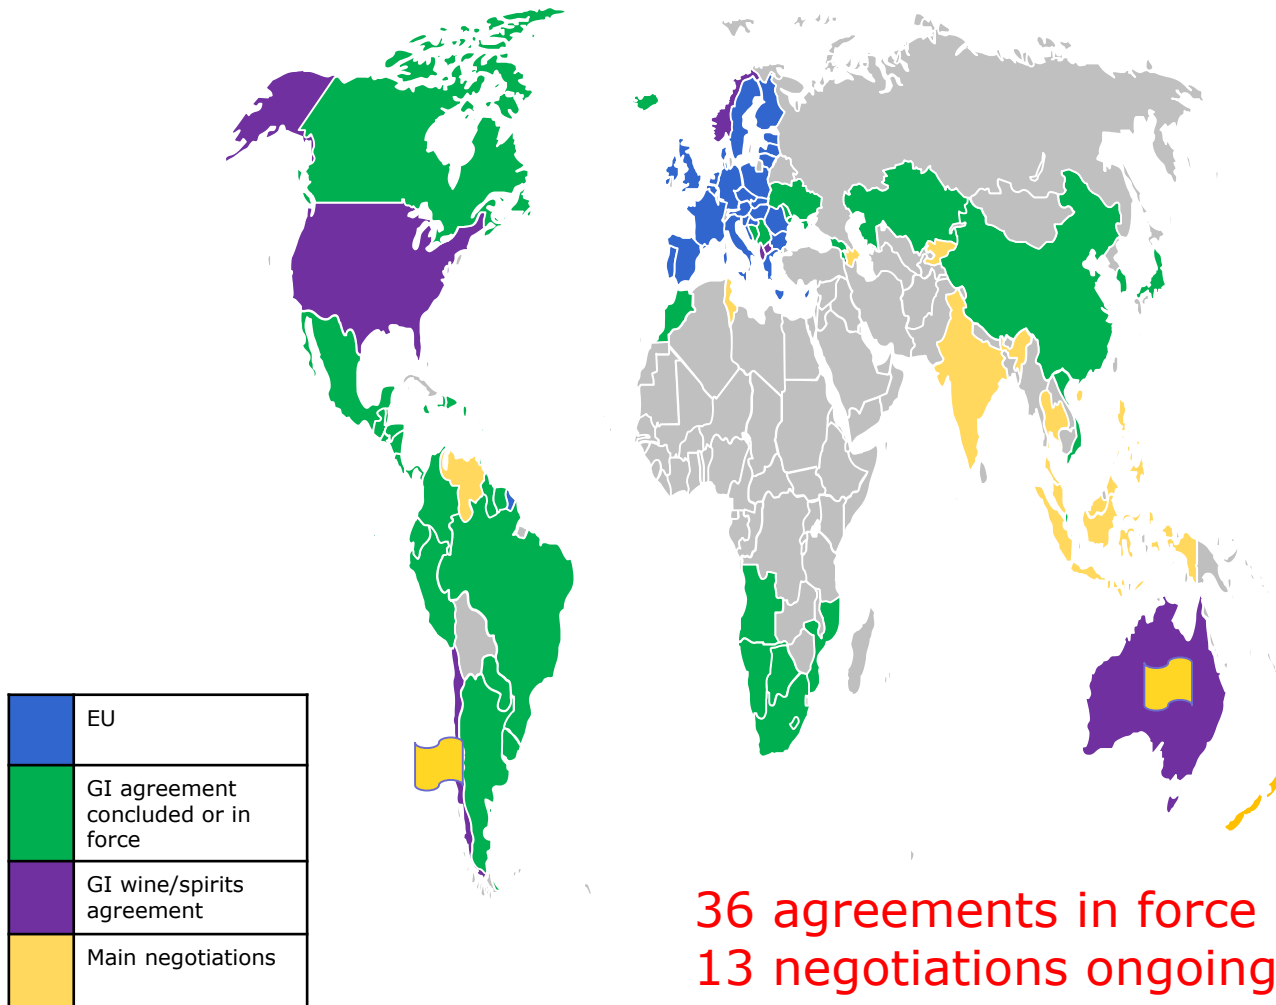 EU
GI agreement
concluded or in
force
GI wine/spirits
agreement
Main negotiations
36 agreements in force
13 negotiations ongoing